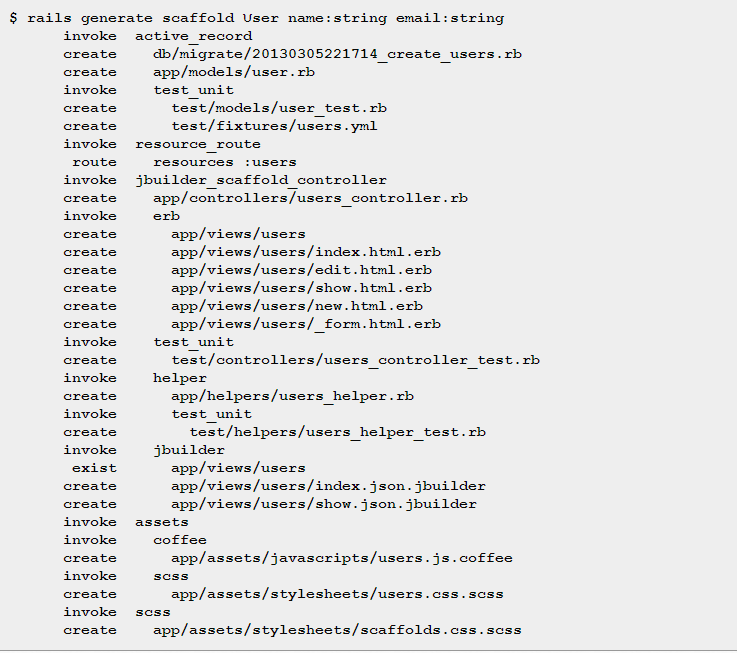 $ rails generate scaffold User name:string email:string
      invoke  active_record
      create    db/migrate/20130305221714_create_users.rb
      create    app/models/user.rb
      invoke    test_unit
      create      test/models/user_test.rb
      create      test/fixtures/users.yml
      invoke  resource_route
       route    resources :users
      invoke  jbuilder_scaffold_controller
      create    app/controllers/users_controller.rb
      invoke    erb
      create      app/views/users
      create      app/views/users/index.html.erb
      create      app/views/users/edit.html.erb
      create      app/views/users/show.html.erb
      create      app/views/users/new.html.erb
      create      app/views/users/_form.html.erb
      invoke    test_unit
      create      test/controllers/users_controller_test.rb
      invoke    helper
      create      app/helpers/users_helper.rb
      invoke      test_unit
      create        test/helpers/users_helper_test.rb
      invoke    jbuilder
       exist      app/views/users
      create      app/views/users/index.json.jbuilder
      create      app/views/users/show.json.jbuilder
      invoke  assets
      invoke    coffee
      create      app/assets/javascripts/users.js.coffee
      invoke    scss
      create      app/assets/stylesheets/users.css.scss
      invoke  scss
      create    app/assets/stylesheets/scaffolds.css.scss